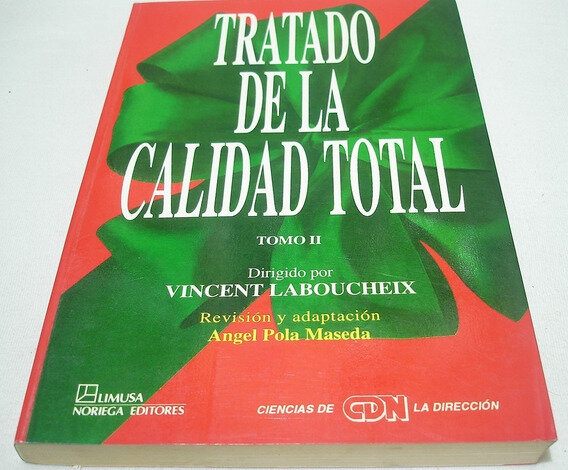 TRATADO
DE LA
CALIDAD TOTAL
TOMO II
Dirigido por
VINCENT LABOUCHEIX
Revisión y adaptación
Angel Pola Maseda
LIMUSA
NORIEGA EDITORES
CIENCIAS DE CDN LA DIRECCIÓN